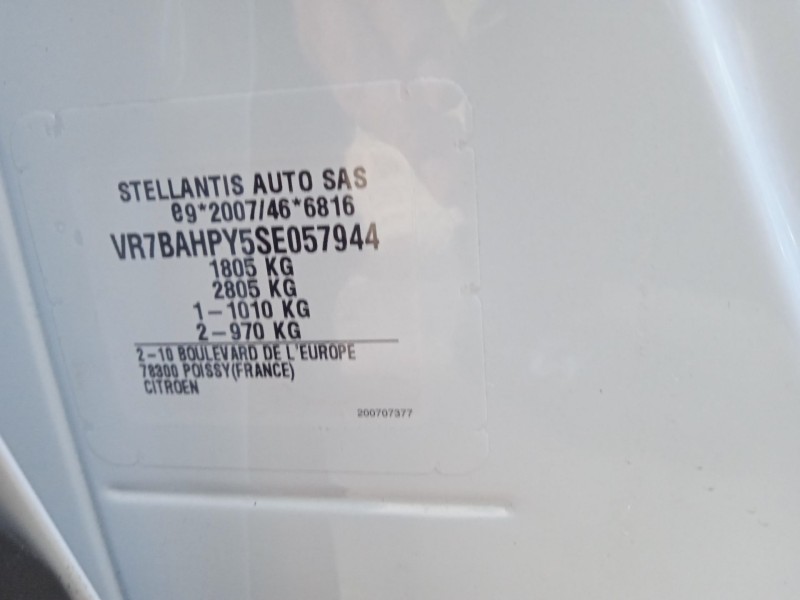 STELLANTIS AUTO SAS
e9*2007/46*6816
VR7BAHPY5SE057944
1805 KG
2805 KG
1-1010 KG
2-970 KG
2-10 BOULEVARD DE L'EUROPE
78300 POISSY(FRANCE)
CITROEN
200707377